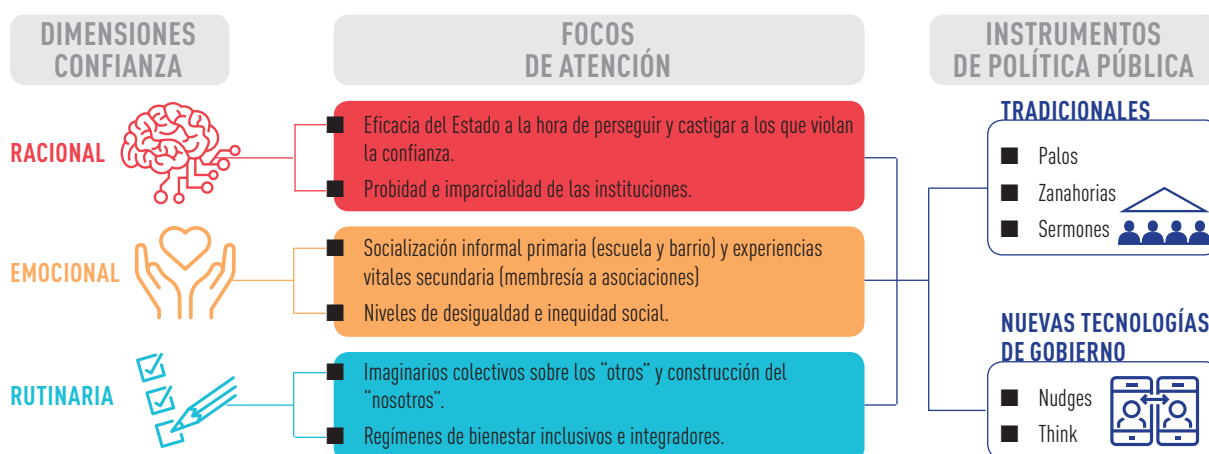 DIMENSIONES
CONFIANZA
FOCOS
DE ATENCIÓN
INSTRUMENTOS
DE POLÍTICA PÚBLICA
RACIONAL
Eficacia del Estado a la hora de perseguir y castigar a los que violan
la confianza.
Probidad e imparcialidad de las instituciones.
EMOCIONAL
Socialización informal primaria (escuela y barrio) y experiencias
vitales secundaria (membresía a asociaciones)
Niveles de desigualdad e inequidad social.
RUTINARIA
Imaginarios colectivos sobre los “otros” y construcción del
“nosotros”.
Regímenes de bienestar inclusivos e integradores.
TRADICIONALES
Palos
Zanahorias
Sermones
NUEVAS TECNOLOGÍAS
DE GOBIERNO
Nudges
Think